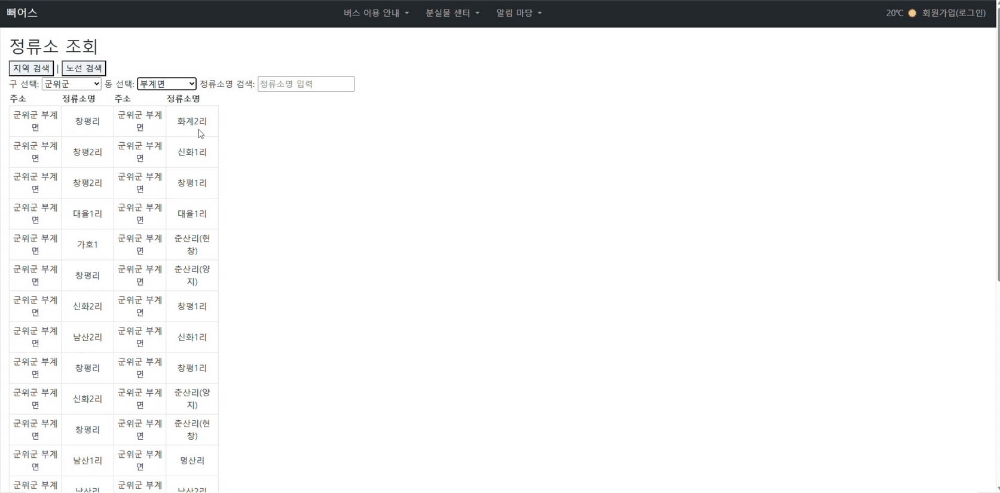 뻐어스
버스 이용 안내
분실물 센터
알림 마당
20℃ 회원가입(로그인)
정류소 조회
지역 검색 | 노선 검색
구 선택: 군위군 동 선택: 부계면 정류소명 검색: 정류소명 입력
주소 정류소명 주소 정류소명
군위군 부계면 창평리 군위군 부계면 화계2리
군위군 부계면 창평2리 군위군 부계면 신화1리
군위군 부계면 창평2리 군위군 부계면 창평1리
군위군 부계면 대율1리 군위군 부계면 대율1리
군위군 부계면 가호1 군위군 부계면 춘산리(현창)
군위군 부계면 창평리 군위군 부계면 춘산리(양지)
군위군 부계면 신화2리 군위군 부계면 창평1리
군위군 부계면 남산2리 군위군 부계면 신화1리
군위군 부계면 창평리 군위군 부계면 창평1리
군위군 부계면 신화2리 군위군 부계면 춘산리(양지)
군위군 부계면 창평리 군위군 부계면 춘산리(현창)
군위군 부계면 남산1리 군위군 부계면 명산리
군위군 부계 남산리 군위군 부계 남산2리